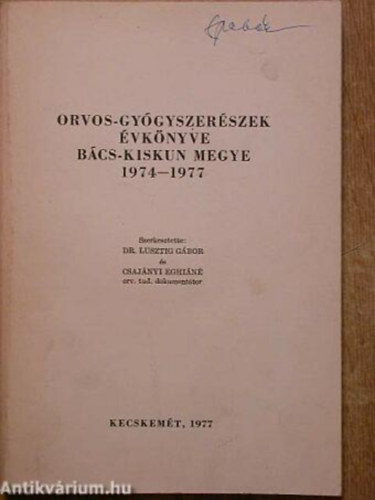 ORVOS-GYÓGYSZERÉSZEK
ÉVKÖNYVE
BÁCS-KISKUN MEGYE
1974—1977
Szerkesztette:
DR. LUSZTIG GÁBOR
és
CSAJÁNYI EGHIÁNÉ
orv. tud. dokumentátor
KECSKEMÉT, 1977
Antikvárium.hu